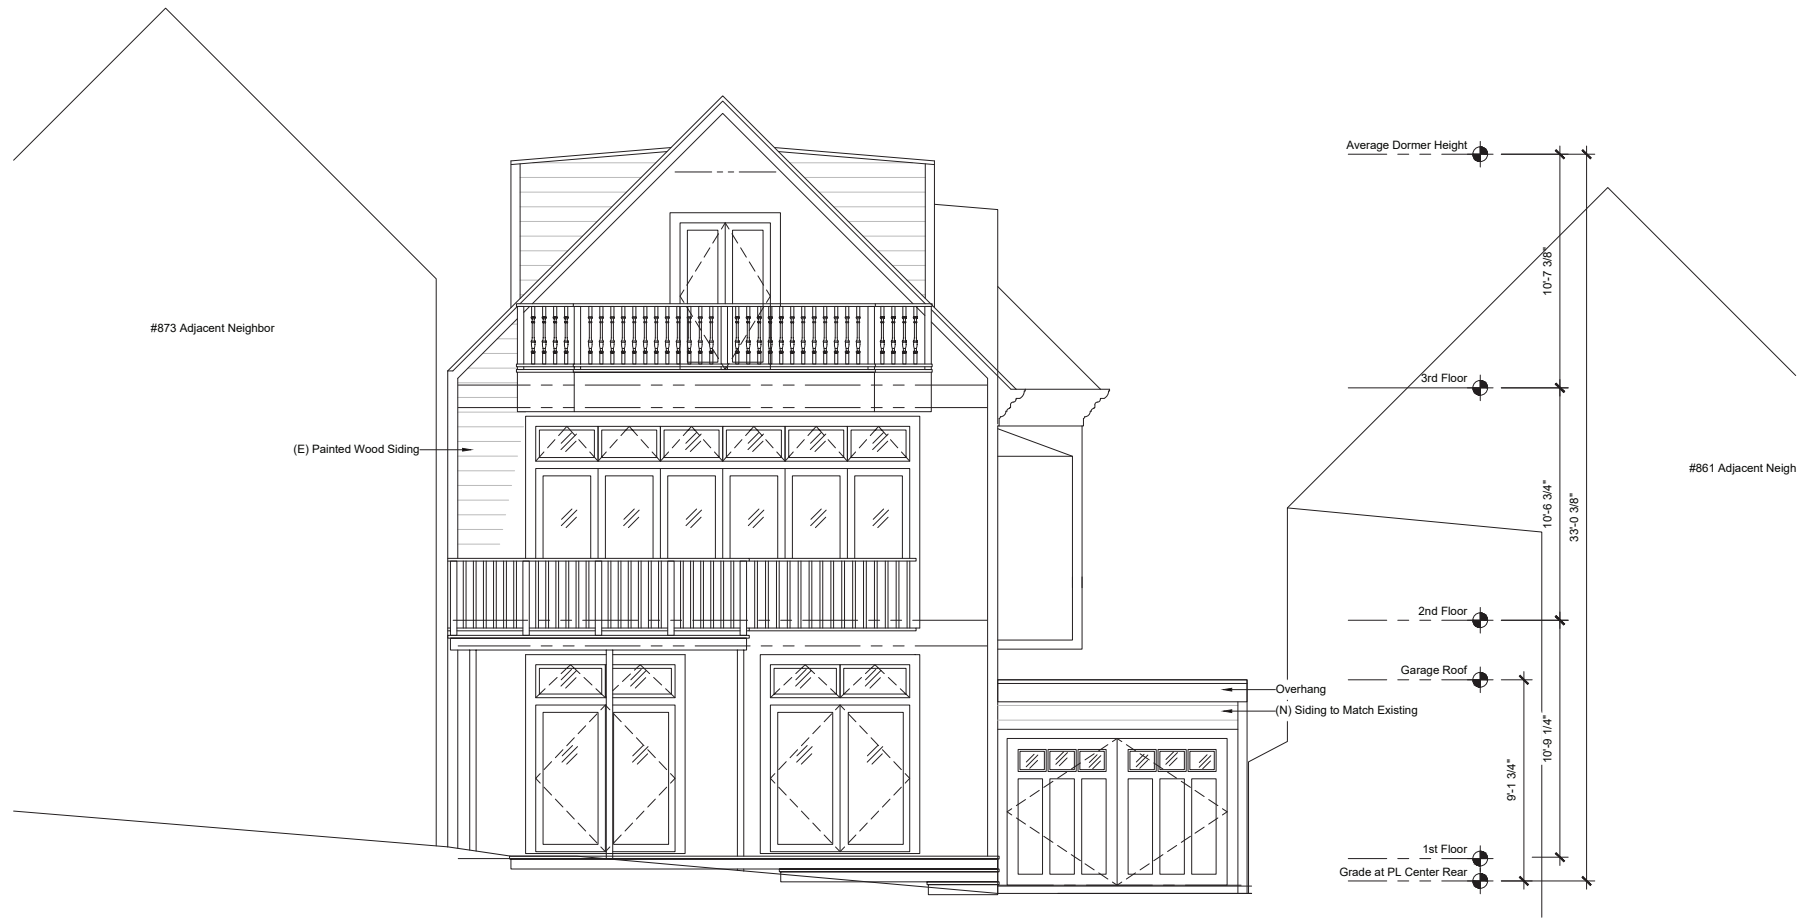 Average Dormer Height
10'-7 3/8"
#873 Adjacent Neighbor
3rd Floor
(E) Painted Wood Siding
#861 Adjacent Neigh
10'-6 3/4"
33'-0 3/8"
2nd Floor
Garage Roof
Overhang
(N) Siding to Match Existing
10'-9 1/4"
9'-1 3/4"
1st Floor
Grade at PL Center Rear